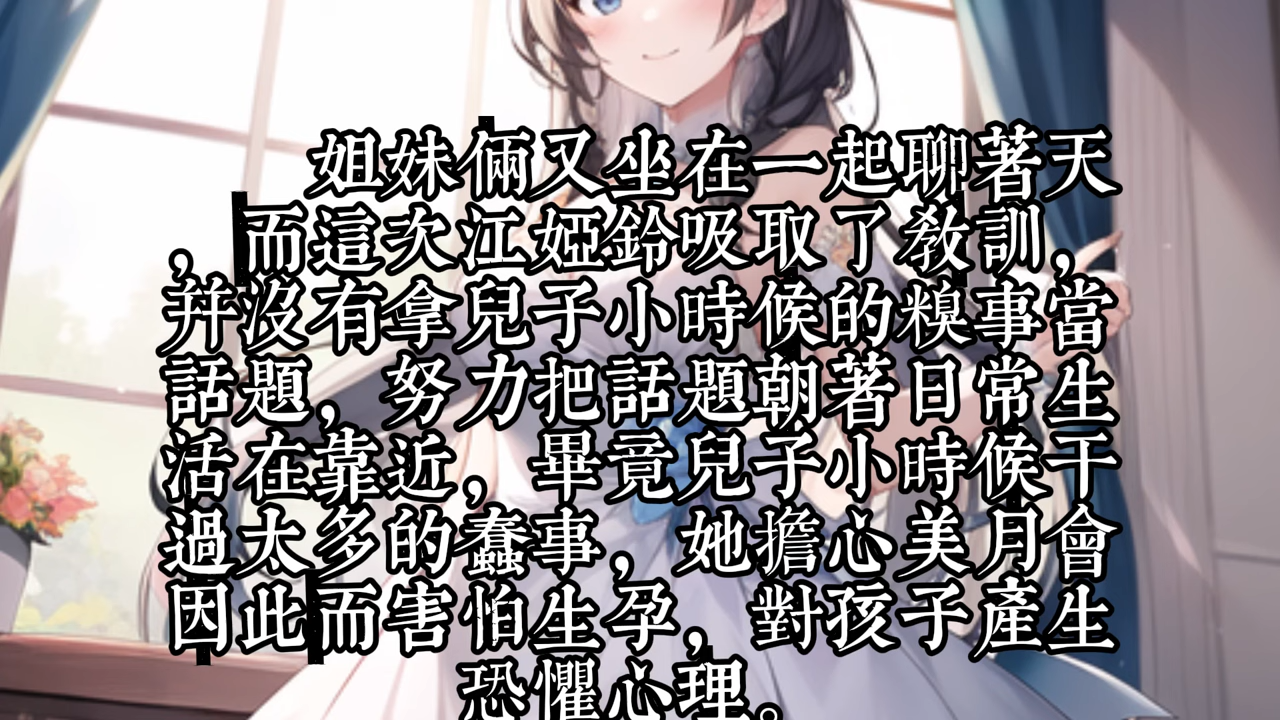 姐妹倆又坐在一起聊著天
，而這次江婭鈴吸取了教訓，
并沒有拿兒子小時候的糗事當
話題，努力把話題朝著日常生
活在靠近，畢竟兒子小時候干
過太多的蠢事，她擔心美月會
因此而害怕生孕，對孩子產生
恐懼心理。